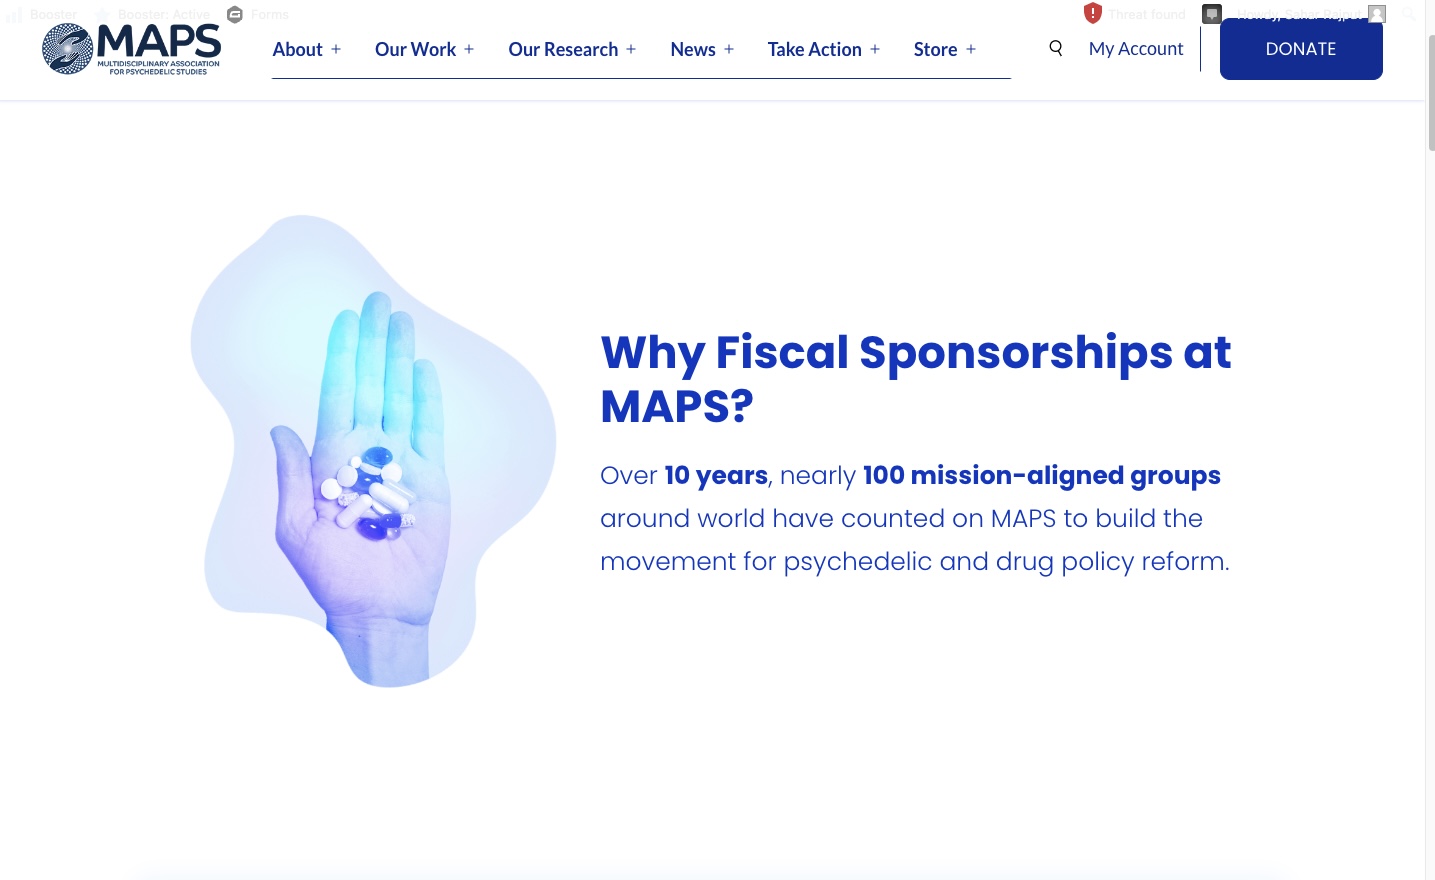 Booster
Booster: Active
Forms
Threat found
Howdy, Sahar Rajput
MAPS
MULTIDISCIPLINARY ASSOCIATION
FOR PSYCHEDELIC STUDIES
About +
Our Work +
Our Research +
News +
Take Action +
Store +
My Account
DONATE
Why Fiscal Sponsorships at
MAPS?
Over 10 years, nearly 100 mission-aligned groups
around world have counted on MAPS to build the
movement for psychedelic and drug policy reform.